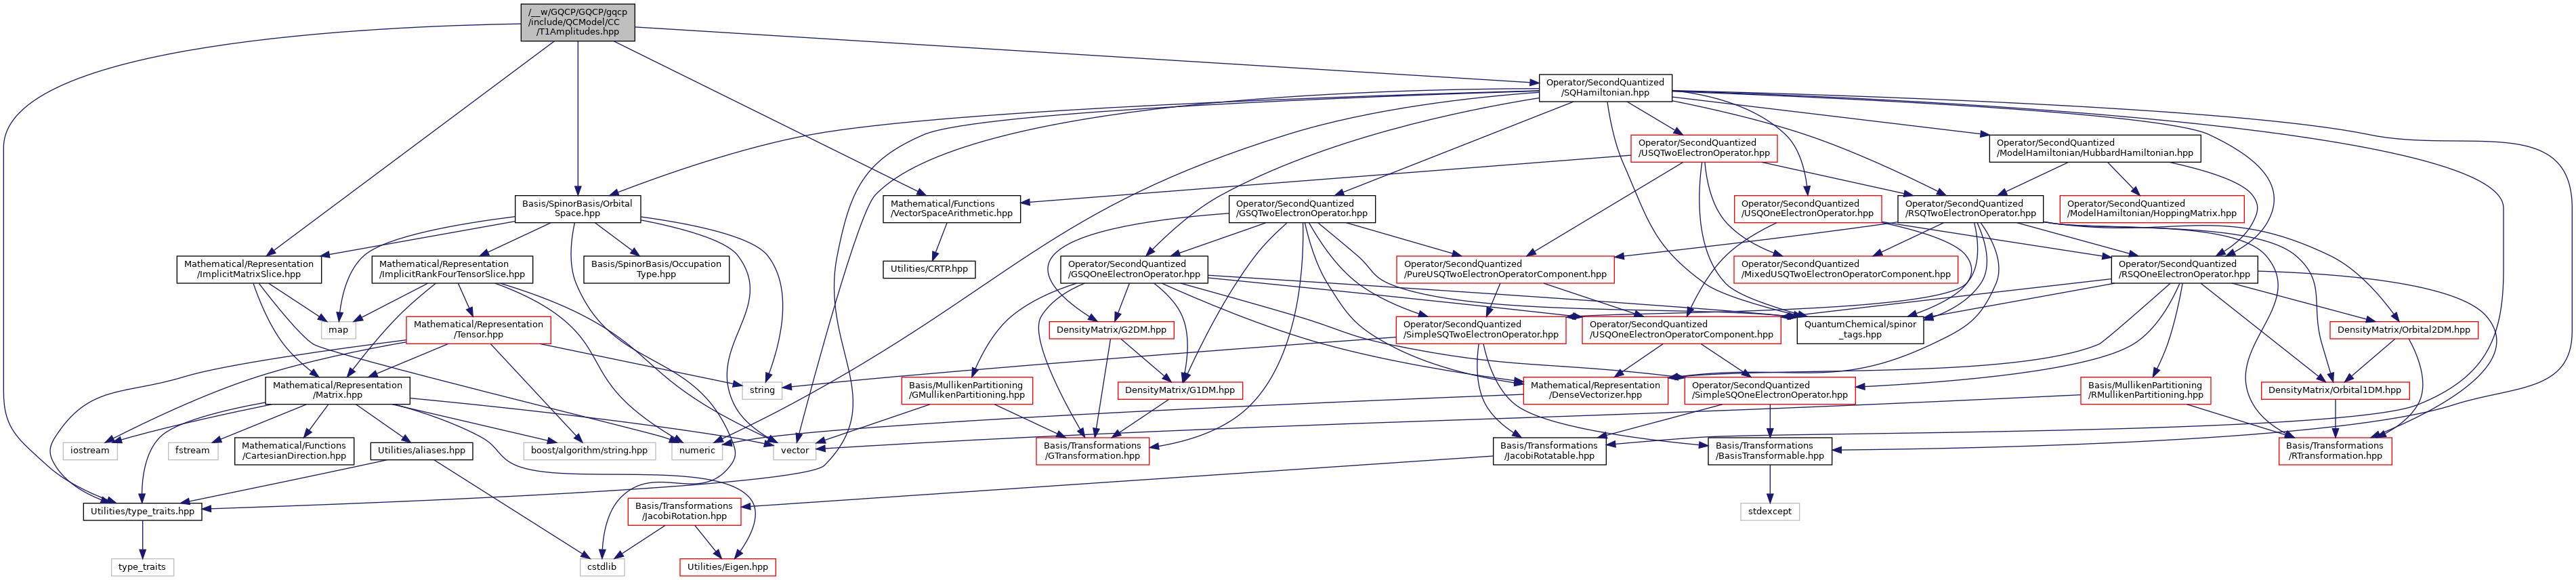 /__w/GQCP/GQCP/gqcp
/include/QCModel/CC
/T1Amplitudes.hpp
Operator/SecondQuantized
/SQHamiltonian.hpp
Operator/SecondQuantized
/USQTwoElectronOperator.hpp
Operator/SecondQuantized
/ModelHamiltonian/HubbardHamiltonian.hpp
Basis/SpinorBasis/Orbital
Space.hpp
Mathematical/Functions
/VectorSpaceArithmetic.hpp
Operator/SecondQuantized
/GSQTwoElectronOperator.hpp
Operator/SecondQuantized
/USQOneElectronOperator.hpp
Operator/SecondQuantized
/RSQTwoElectronOperator.hpp
Operator/SecondQuantized
/ModelHamiltonian/HoppingMatrix.hpp
Mathematical/Representation
/ImplicitMatrixSlice.hpp
Mathematical/Representation
/ImplicitRankFourTensorSlice.hpp
Basis/SpinorBasis/Occupation
Type.hpp
Utilities/CRTP.hpp
Operator/SecondQuantized
/GSQOneElectronOperator.hpp
Operator/SecondQuantized
/PureUSQTwoElectronOperatorComponent.hpp
Operator/SecondQuantized
/MixedUSQTwoElectronOperatorComponent.hpp
Operator/SecondQuantized
/RSQOneElectronOperator.hpp
map
Mathematical/Representation
/Tensor.hpp
DensityMatrix/G2DM.hpp
Operator/SecondQuantized
/SimpleSQTwoElectronOperator.hpp
Operator/SecondQuantized
/USQOneElectronOperatorComponent.hpp
QuantumChemical/spinor
_tags.hpp
DensityMatrix/Orbital2DM.hpp
Mathematical/Representation
/Matrix.hpp
string
Basis/MullikenPartitioning
/GMullikenPartitioning.hpp
DensityMatrix/G1DM.hpp
Mathematical/Representation
/DenseVectorizer.hpp
Operator/SecondQuantized
/SimpleSQOneElectronOperator.hpp
Basis/MullikenPartitioning
/RMullikenPartitioning.hpp
DensityMatrix/Orbital1DM.hpp
iostream
fstream
Mathematical/Functions
/CartesianDirection.hpp
Utilities/aliases.hpp
boost/algorithm/string.hpp
numeric
vector
Basis/Transformations
/GTransformation.hpp
Basis/Transformations
/JacobiRotatable.hpp
Basis/Transformations
/BasisTransformable.hpp
Basis/Transformations
/RTransformation.hpp
Utilities/type_traits.hpp
Basis/Transformations
/JacobiRotation.hpp
stdexcept
type_traits
cstdlib
Utilities/Eigen.hpp